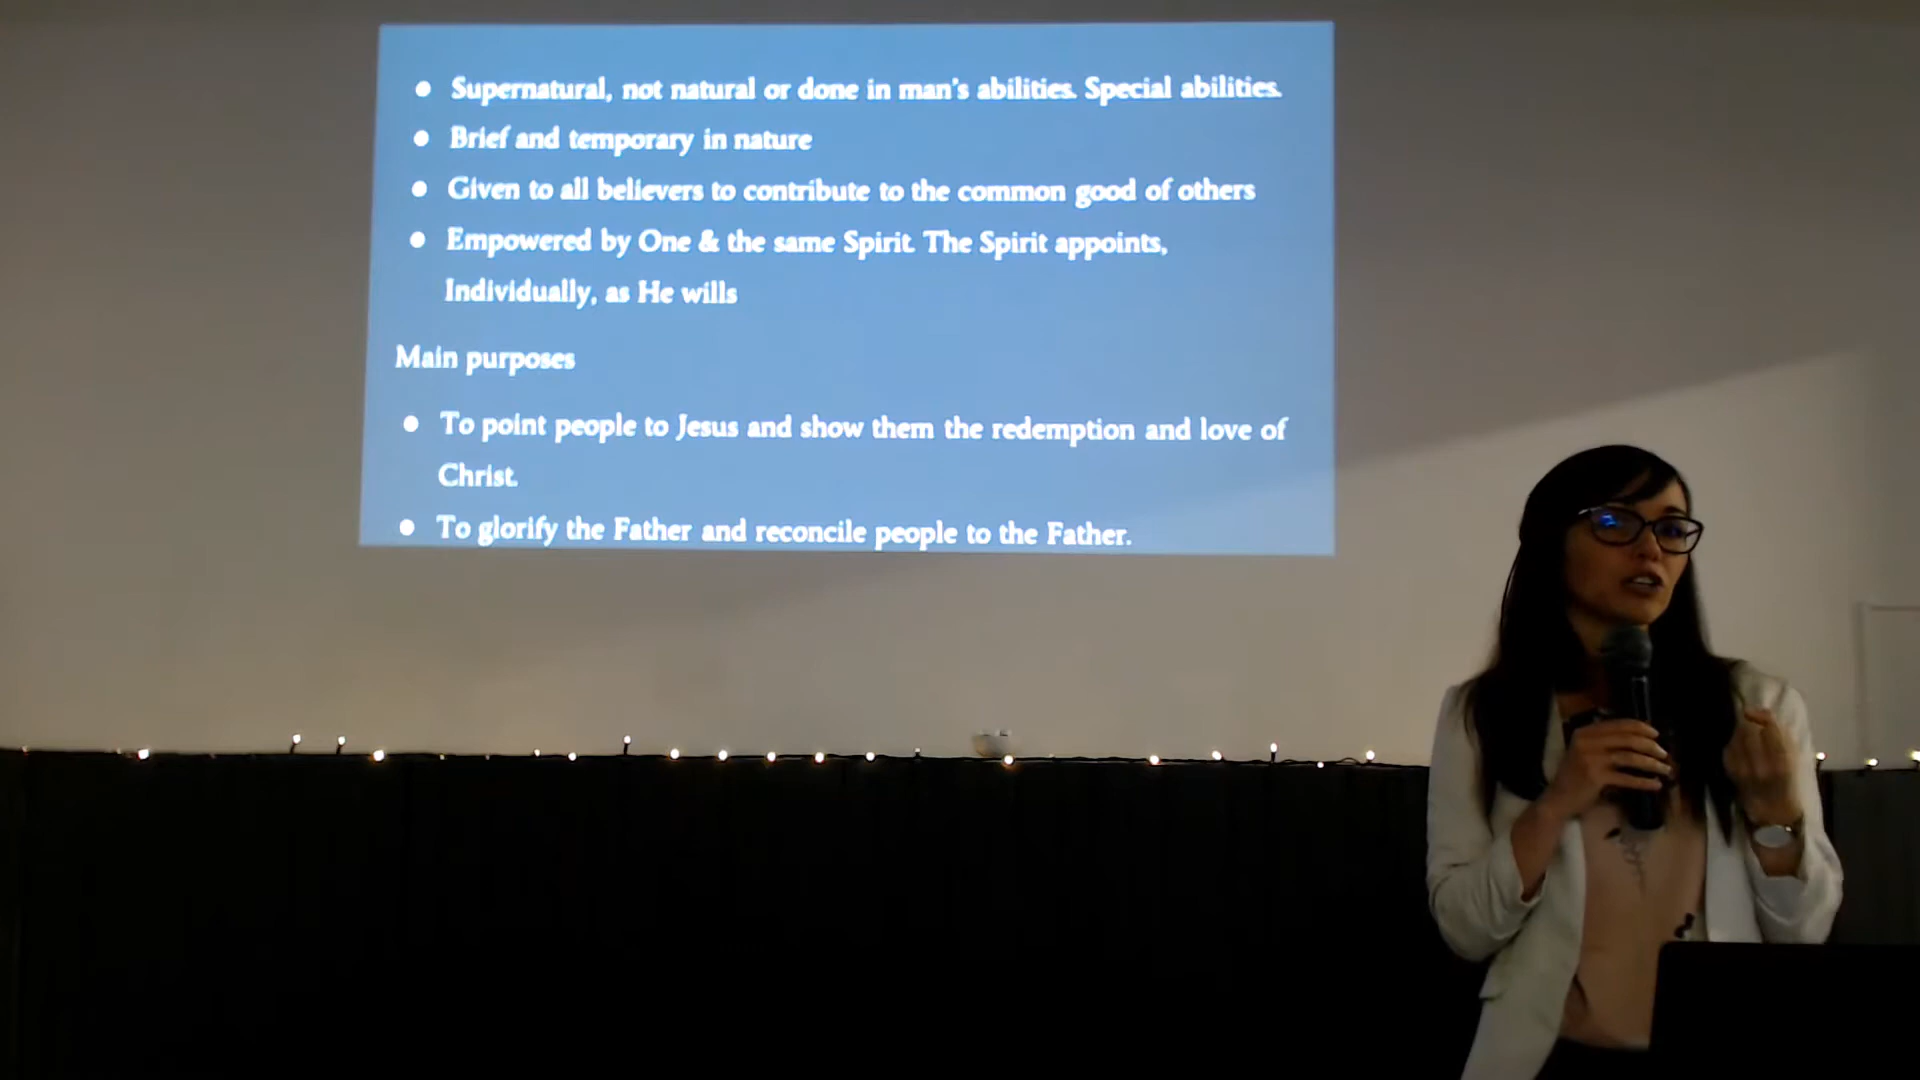 ● Supernatural, not natural or done in man's abilities. Special abilities.
● Brief and temporary in nature
● Given to all believers to contribute to the common good of others
● Empowered by One & the same Spirit. The Spirit appoints,
Individually, as He wills
Main purposes
● To point people to Jesus and show them the redemption and love of
Christ.
● To glorify the Father and reconcile people to the Father.